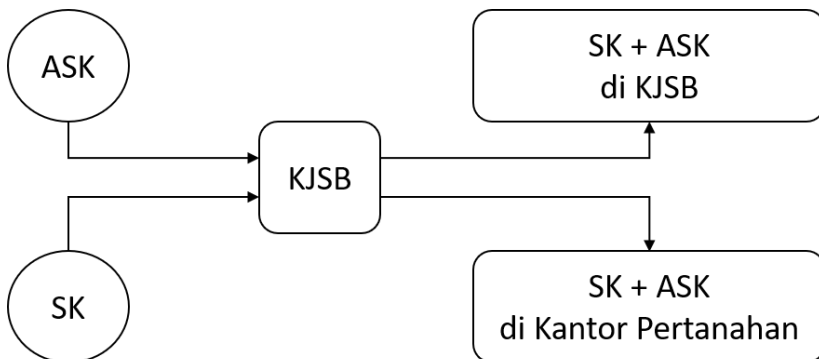 ASK
SK + ASK
di KJSB
KJSB
SK
SK + ASK
di Kantor Pertanahan